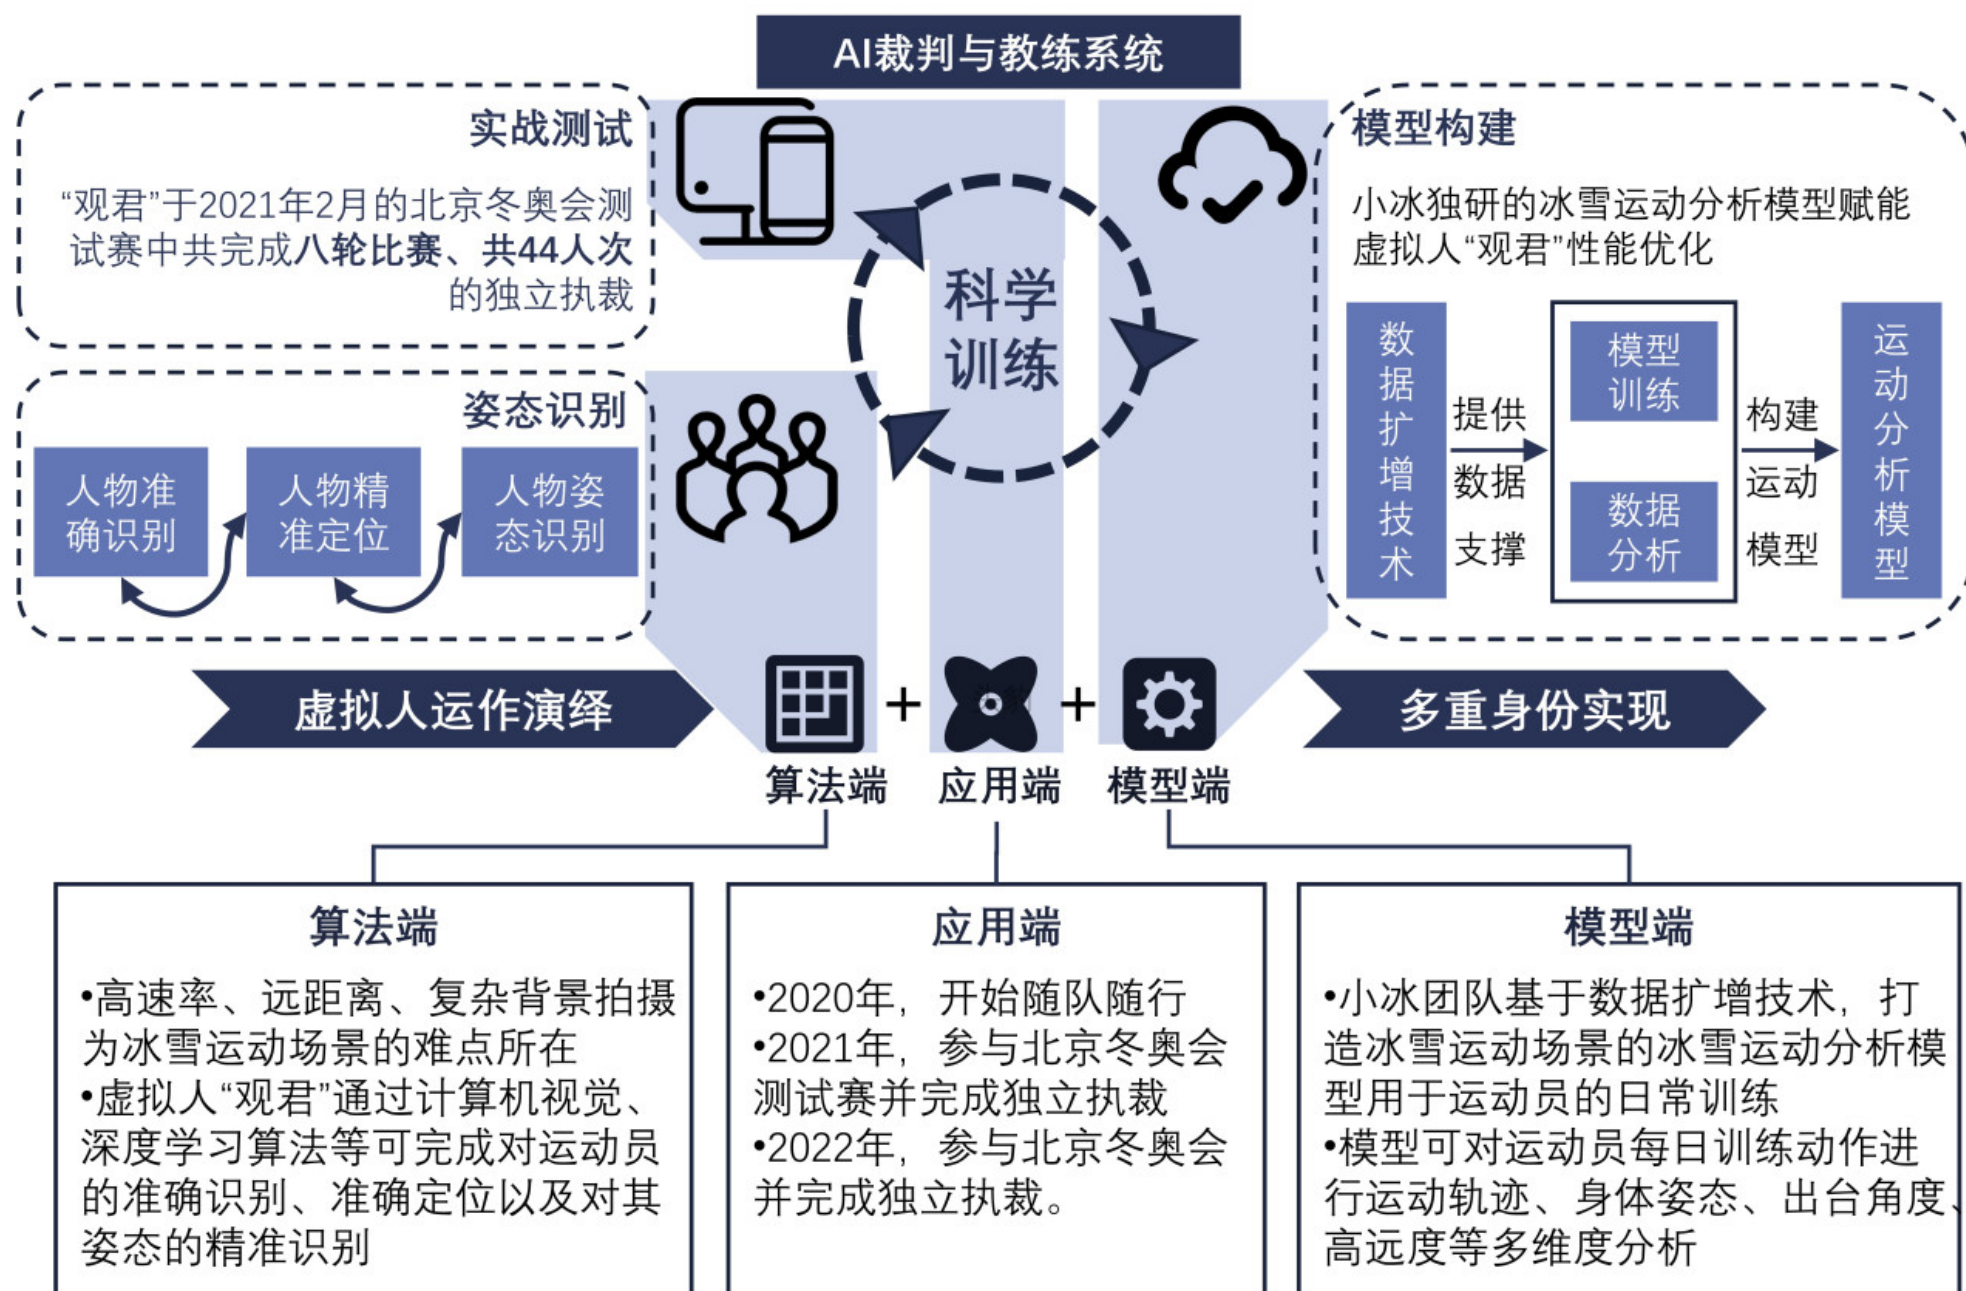 AI裁判与教练系统
实战测试
“观君”于2021年2月的北京冬奥会测
试赛中共完成八轮比赛、共44人次
的独立执裁
姿态识别
人物准
确识别
人物精
准定位
人物姿
态识别
科学
训练
模型构建
小冰独研的冰雪运动分析模型赋能
虚拟人“观君”性能优化
数据扩增技术
提供
数据
支撑
模型
训练
数据
分析
构建
运动
模型
运动分析模型
虚拟人运作演绎
+
+
多重身份实现
算法端
应用端
模型端
算法端
•高速率、远距离、复杂背景拍摄
为冰雪运动场景的难点所在
•虚拟人“观君”通过计算机视觉、
深度学习算法等可完成对运动员
的准确识别、准确定位以及对其
姿态的精准识别
应用端
•2020年，开始随队随行
•2021年，参与北京冬奥会
测试赛并完成独立执裁
•2022年，参与北京冬奥会
并完成独立执裁。
模型端
•小冰团队基于数据扩增技术，打
造冰雪运动场景的冰雪运动分析模
型用于运动员的日常训练
•模型可对运动员每日训练动作进
行运动轨迹、身体姿态、出台角度、
高远度等多维度分析